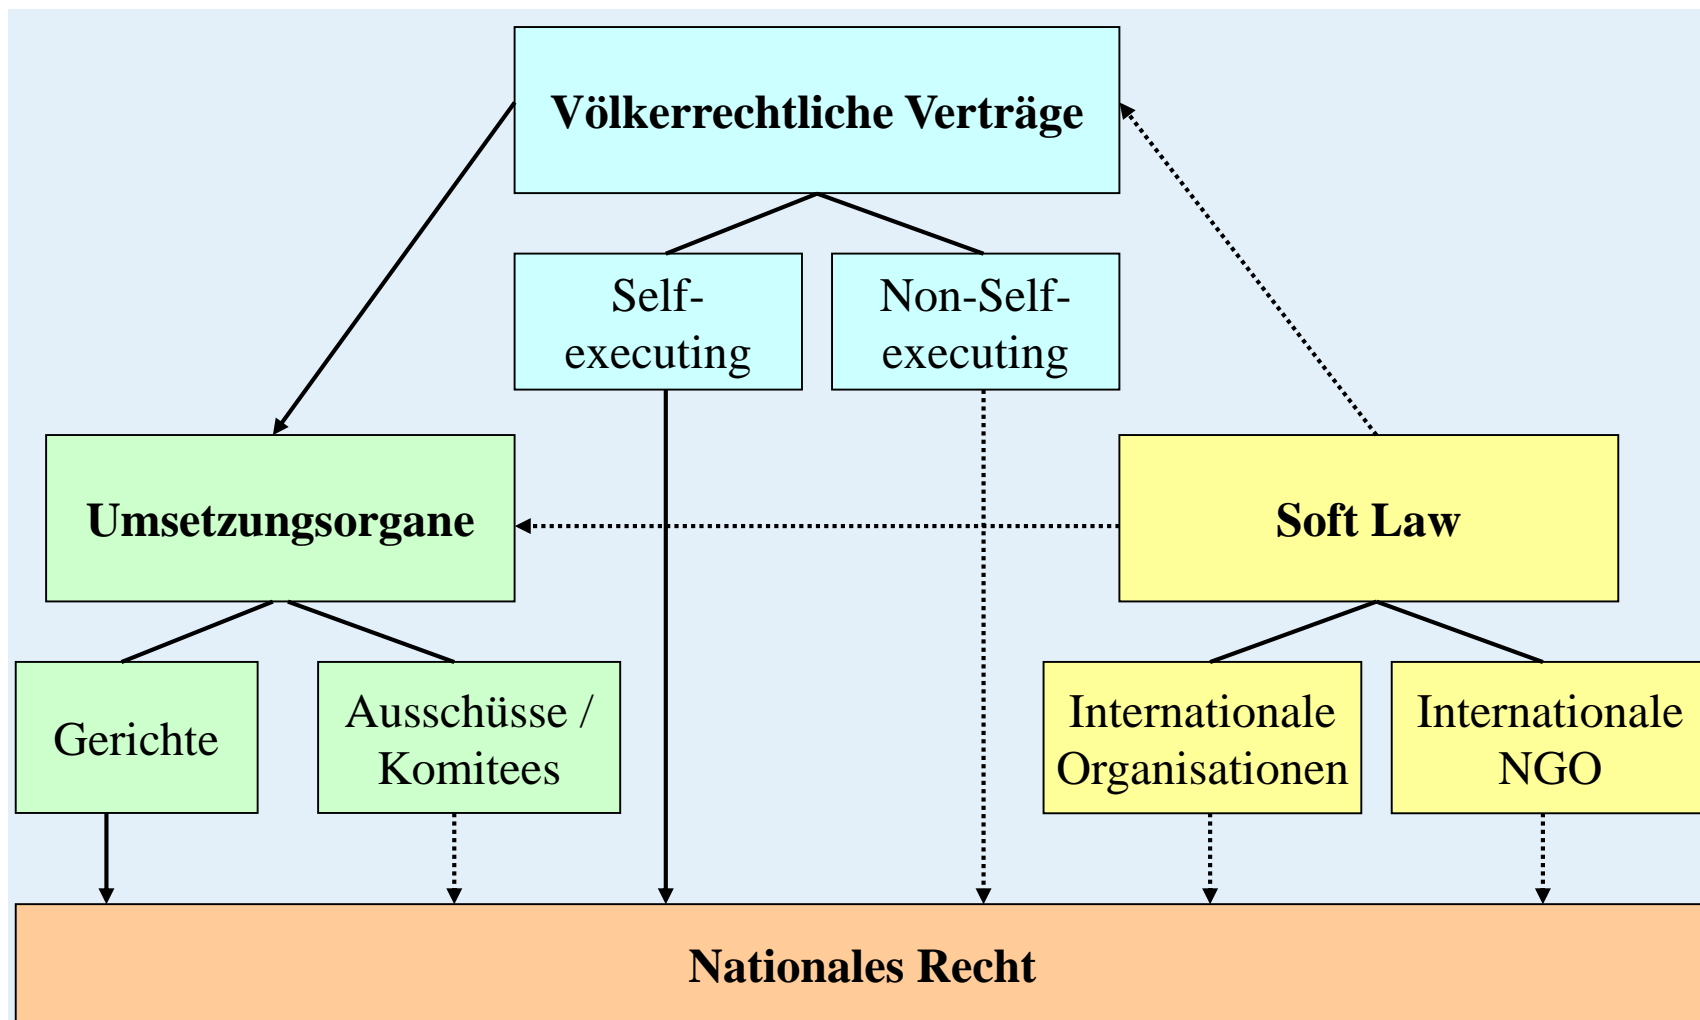 Völkerrechtliche Verträge
Self-
executing
Non-Self-
executing
Umsetzungsorgane
Soft Law
Gerichte
Ausschüsse /
Komitees
Internationale
Organisationen
Internationale
NGO
Nationales Recht